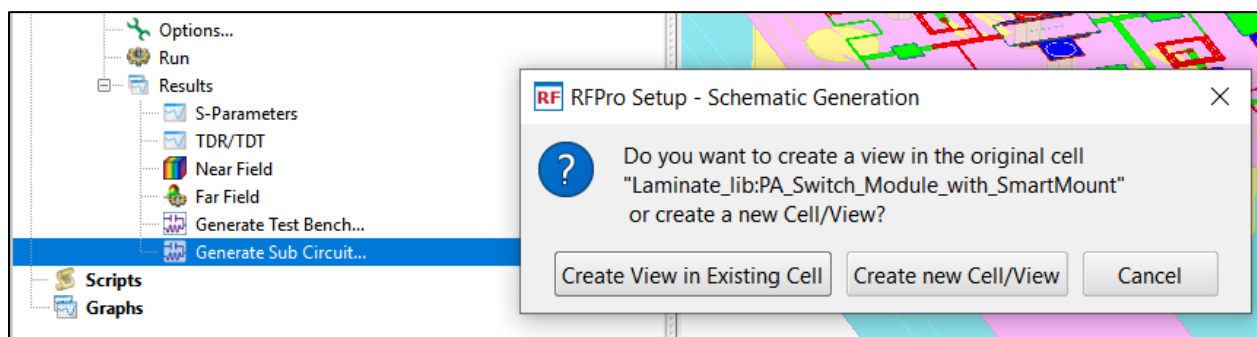 Options...
Run
Results
S-Parameters
TDR/TDT
Near Field
Far Field
Generate Test Bench...
Generate Sub Circuit...
Scripts
Graphs
RF RFPro Setup - Schematic Generation
Do you want to create a view in the original cell
"Laminate_lib:PA_Switch_Module_with_SmartMount"
or create a new Cell/View?
Create View in Existing Cell Create new Cell/View Cancel